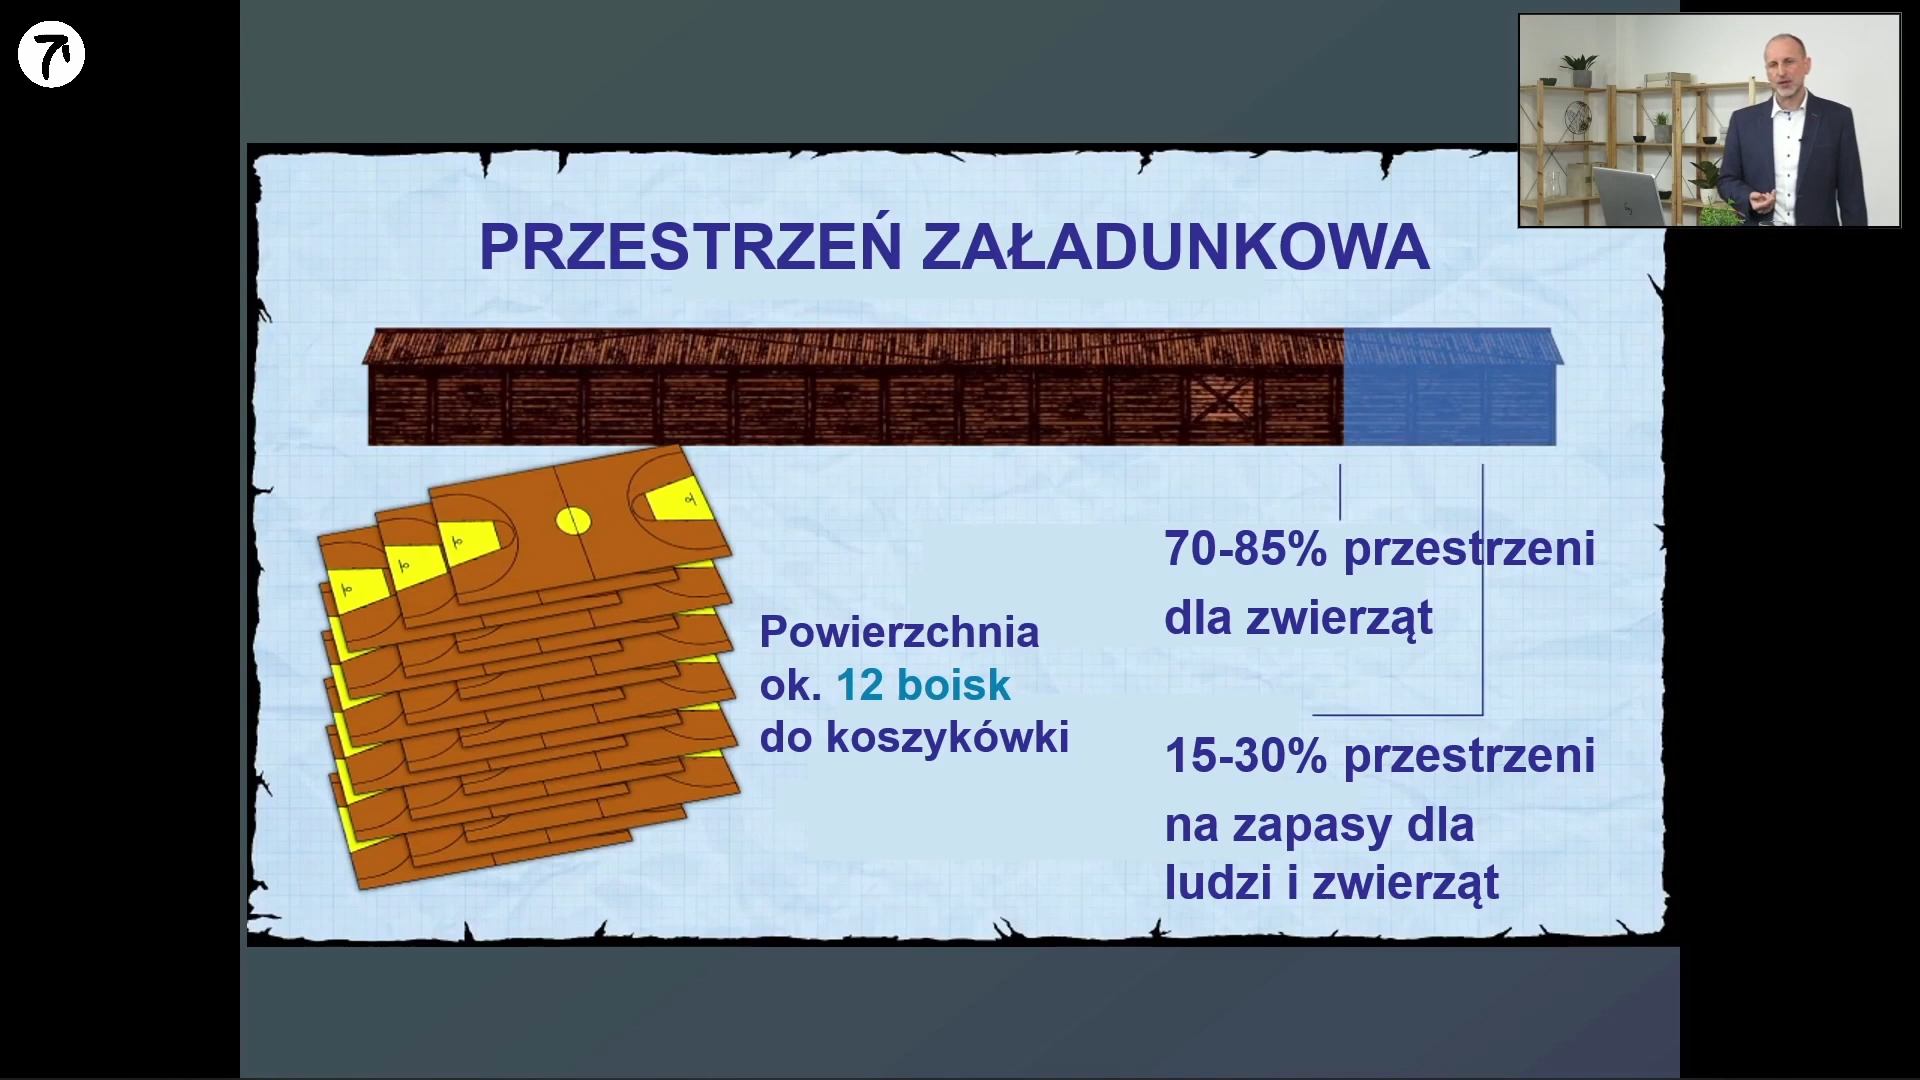 PRZESTRZEŃ ZAŁADUNKOWA
Powierzchnia
ok. 12 boisk
do koszykówki
70-85% przestrzeni
dla zwierząt
15-30% przestrzeni
na zapasy dla
ludzi i zwierząt